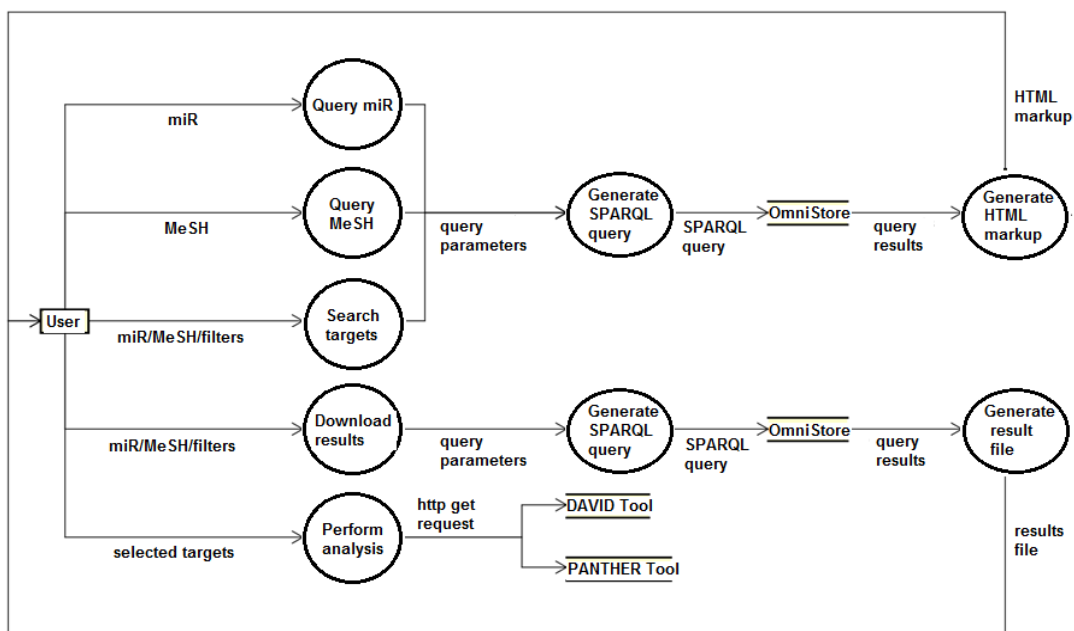 HTML
markup
Query miR
miR
Query
MeSH
MeSH
query
parameters
Generate
SPARQL
query
SPARQL
query
OmniStore
query
results
Generate
HTML
markup
User
miR/MeSH/filters
Search
targets
miR/MeSH/filters
Download
results
query
parameters
Generate
SPARQL
query
SPARQL
query
OmniStore
query
results
Generate
result
file
selected targets
Perform
analysis
http get
request
DAVID Tool
PANTHER Tool
results
file